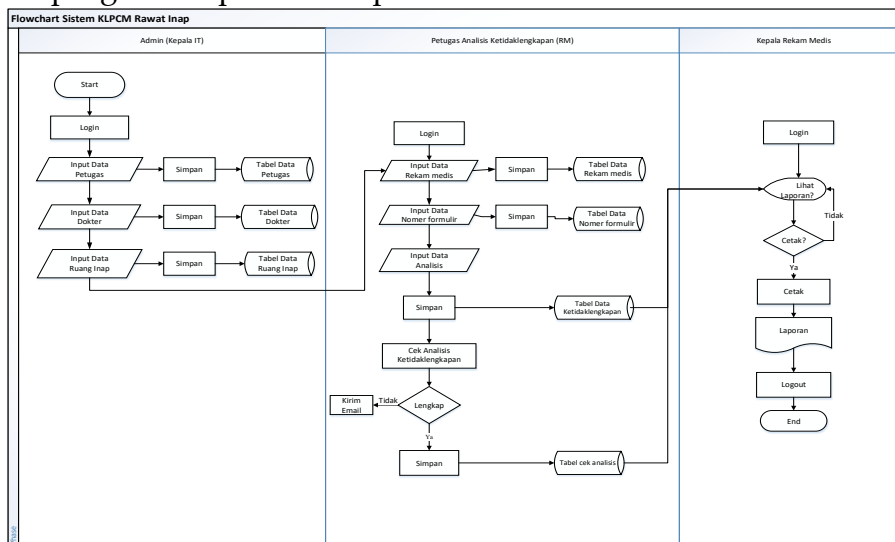 Flowchart Sistem KLPCM Rawat Inap
Admin (Kepala IT)
Petugas Analisis Ketidaklengkapan (RM)
Kepala Rekam Medis
Start
Login
Input Data
Petugas
Simpan
Tabel Data
Petugas
Input Data
Dokter
Simpan
Tabel Data
Dokter
Input Data
Ruang Inap
Simpan
Tabel Data
Ruang Inap
Login
Input Data
Rekam medis
Simpan
Tabel Data
Rekam medis
Input Data
Nomer formulir
Simpan
Tabel Data
Nomer formulir
Input Data
Analisis
Simpan
Tabel Data
Ketidaklengkapan
Cek Analisis
Ketidaklengkapan
Lengkap
Tidak
Kirim
Email
Ya
Simpan
Tabel cek analisis
Login
Lihat
Laporan?
Tidak
Cetak?
Ya
Cetak
Laporan
Logout
End